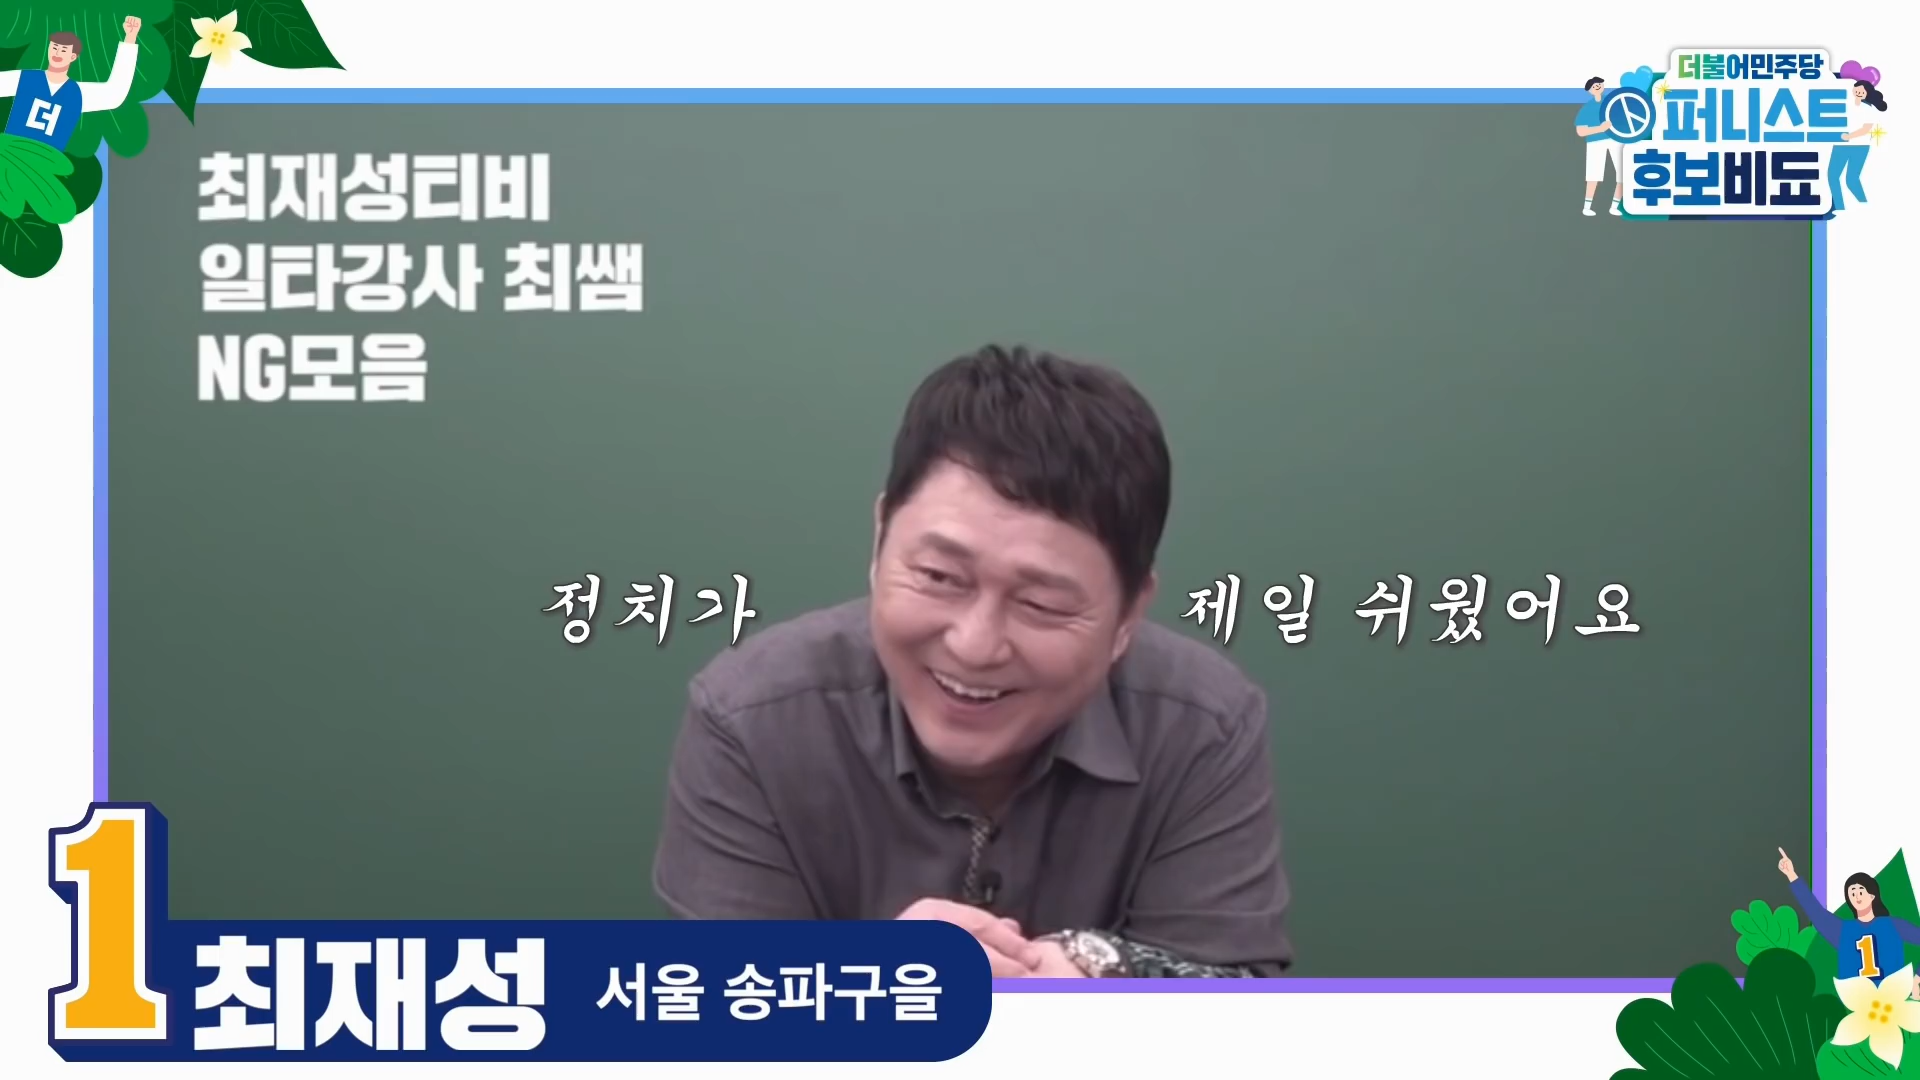 더
더불어민주당
퍼니스트
후보비됴
최재성티비
일타강사 최쌤
NG모음
정치가 제일 쉬웠어요
1
1 최재성 서울 송파구을